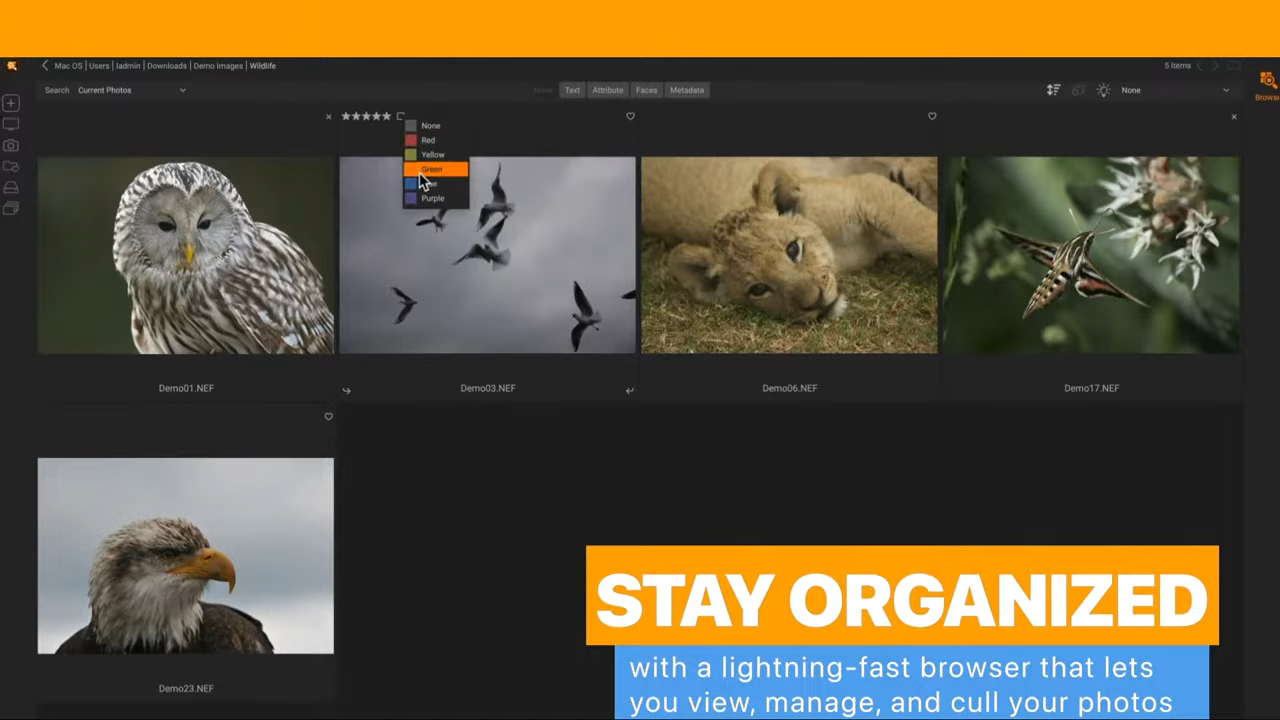 Mac OS | Users | ladmin | Downloads | Demo Images | Wildlife
5 Items
Search Current Photos
Text Attribute Faces Metadata
None
Browse
None
Red
Yellow
Green
Purple
Demo01.NEF
Demo03.NEF
Demo06.NEF
Demo17.NEF
Demo23.NEF
STAY ORGANIZED
with a lightning-fast browser that lets
you view, manage, and cull your photos